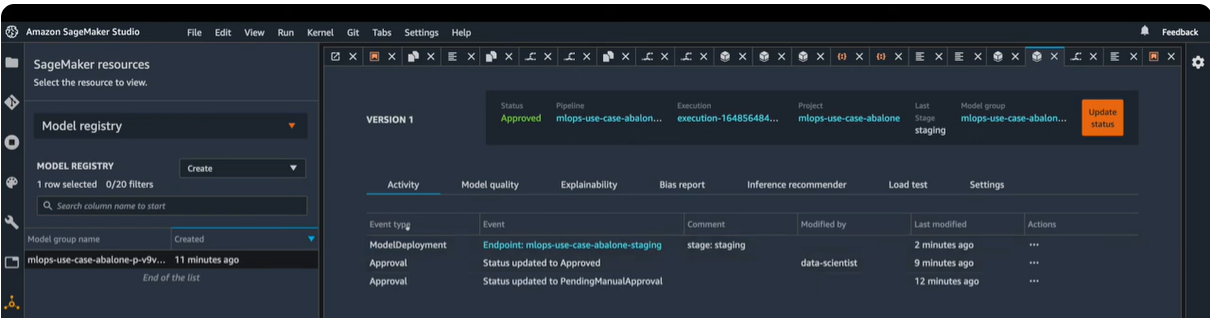 Amazon SageMaker Studio File Edit View Run Kernel Git Tabs Settings Help Feedback
SageMaker resources
Select the resource to view.
Model registry
MODEL REGISTRY
Create
1 row selected 0/20 filters
Search column name to start
Model group name Created
mlops-use-case-abalone-p-v9v... 11 minutes ago
End of the list
VERSION 1
Status
Approved
Pipeline
mlops-use-case-abalon...
Execution
execution-164856484...
Project
mlops-use-case-abalone
Last
Stage
staging
Model group
mlops-use-case-abalon...
Update
status
Activity Model quality Explainability Bias report Inference recommender Load test Settings
Event type Event Comment Modified by Last modified Actions
ModelDeployment Endpoint: mlops-use-case-abalone-staging stage: staging 2 minutes ago ...
Approval Status updated to Approved data-scientist 9 minutes ago ...
Approval Status updated to PendingManualApproval 12 minutes ago ...